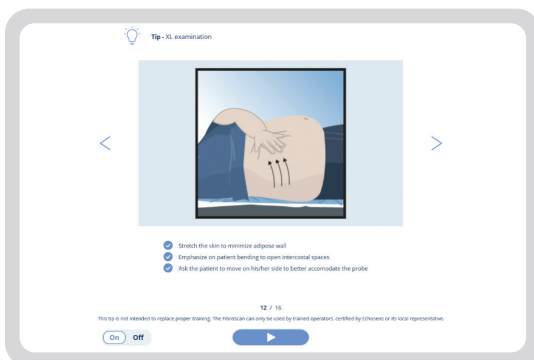 Tip - XL examination
Stretch the skin to minimize adipose wall
Emphasize on patient bending to open intercostal spaces
Ask the patient to move on his/her side to better accomodate the probe
12 / 16
This tip is not intended to replace proper training. The FibroScan can only be used by trained operators, certified by Echosens or its local representative.
On Off